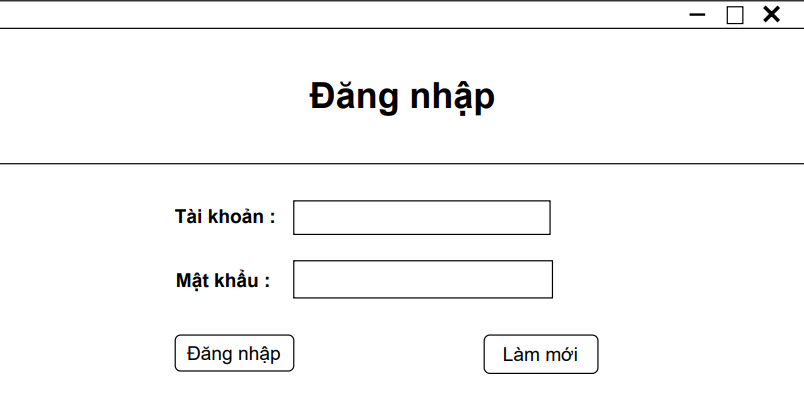 Đăng nhập
Tài khoản :
Mật khẩu :
Đăng nhập
Làm mới